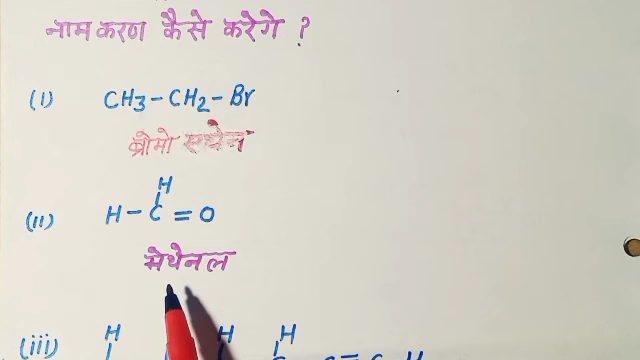 नामकरण कैसे करेगे ?
(i) CH3-CH2-Br
ब्रोमो एथेन
H
(ii) H-C=O
मेथेनल
(iii) H H H